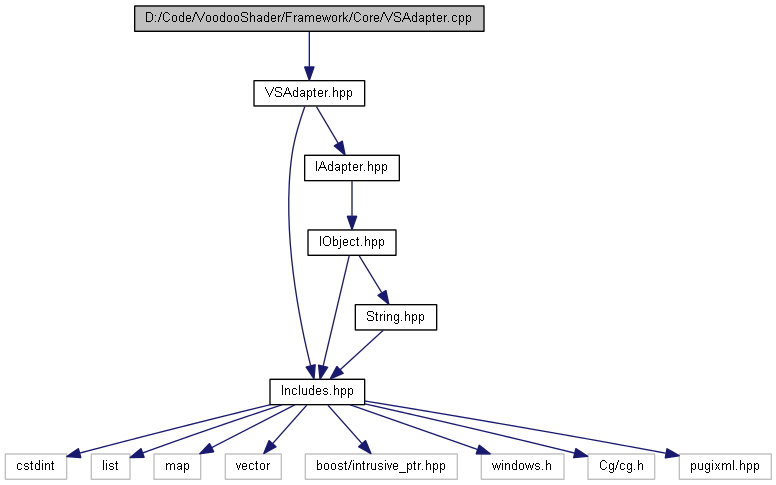 D:/Code/VoodooShader/Framework/Core/VSAdapter.cpp
VSAdapter.hpp
IAdapter.hpp
IObject.hpp
String.hpp
Includes.hpp
cstdint
list
map
vector
boost/intrusive_ptr.hpp
windows.h
Cg/cg.h
pugixml.hpp